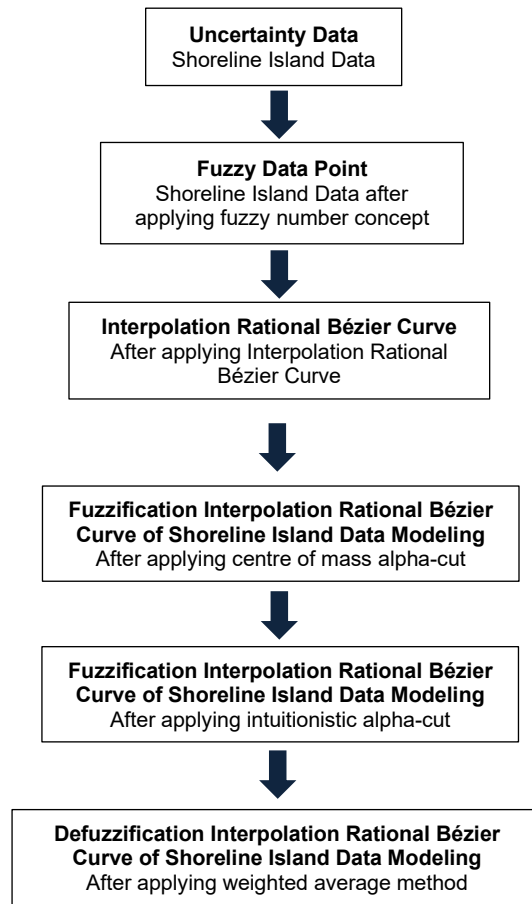 Uncertainty Data
Shoreline Island Data
Fuzzy Data Point
Shoreline Island Data after
applying fuzzy number concept
Interpolation Rational Bézier Curve
After applying Interpolation Rational
Bézier Curve
Fuzzification Interpolation Rational Bézier
Curve of Shoreline Island Data Modeling
After applying centre of mass alpha-cut
Fuzzification Interpolation Rational Bézier
Curve of Shoreline Island Data Modeling
After applying intuitionistic alpha-cut
Defuzzification Interpolation Rational Bézier
Curve of Shoreline Island Data Modeling
After applying weighted average method